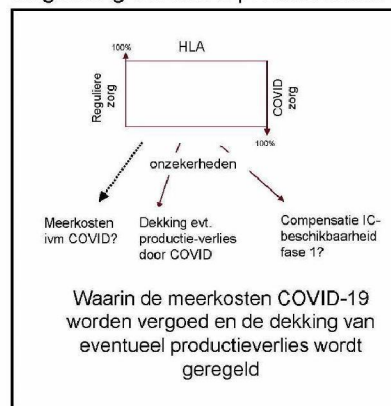 100%
HLA
Reguliere
zorg
COVID
zorg
100%
onzekerheden
Meerkosten
ivm COVID?
Dekking evt.
productie-verlies
door COVID
Compensatie IC-
beschikbaarheid
fase 1?
Waarin de meerkosten COVID-19
worden vergoed en de dekking van
eventueel productieverlies wordt
geregeld